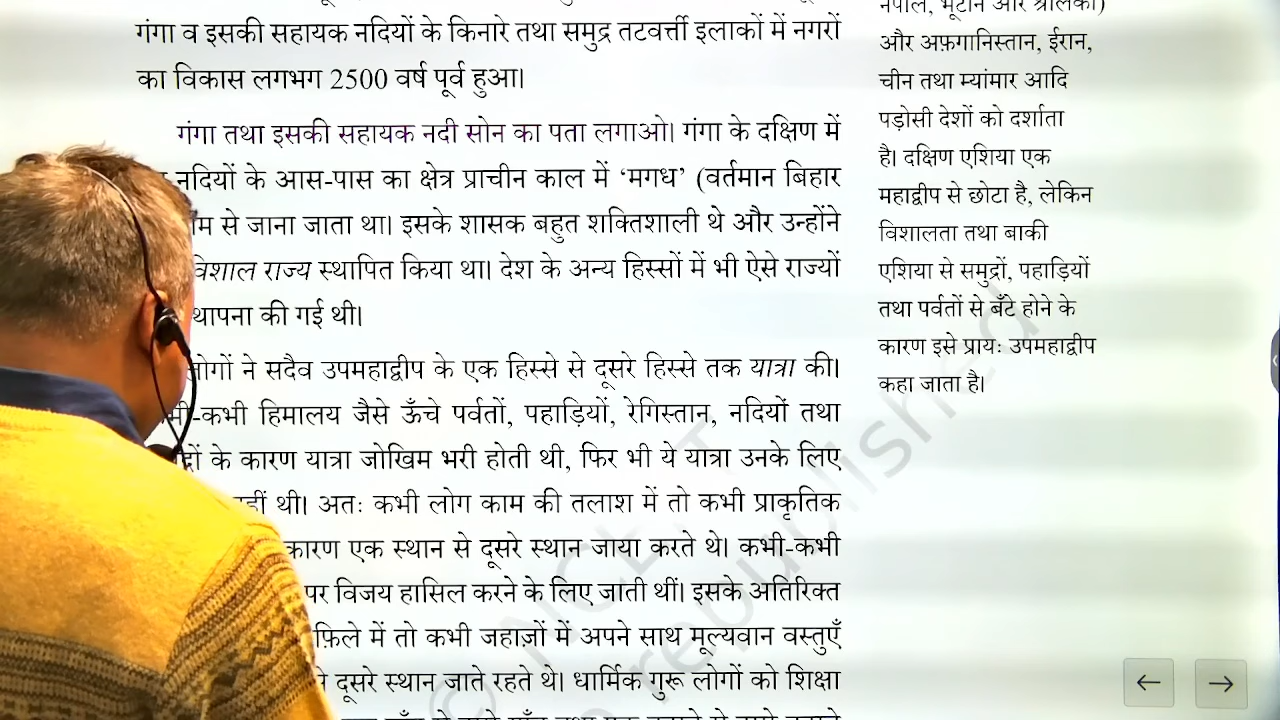 गंगा व इसकी सहायक नदियों के किनारे तथा समुद्र तटवर्त्ती इलाकों में नगरों
का विकास लगभग 2500 वर्ष पूर्व हुआ।
गंगा तथा इसकी सहायक नदी सोन का पता लगाओ। गंगा के दक्षिण में
नदियों के आस-पास का क्षेत्र प्राचीन काल में ‘मगध’ (वर्तमान बिहार
से जाना जाता था। इसके शासक बहुत शक्तिशाली थे और उन्होंने
विशाल राज्य स्थापित किया था। देश के अन्य हिस्सों में भी ऐसे राज्यों
की गई थी।
लोगों ने सदैव उपमहाद्वीप के एक हिस्से से दूसरे हिस्से तक यात्रा की।
-कभी हिमालय जैसे ऊँचे पर्वतों, पहाड़ियों, रेगिस्तान, नदियों तथा
के कारण यात्रा जोखिम भरी होती थी, फिर भी ये यात्रा उनके लिए
थी। अतः कभी लोग काम की तलाश में तो कभी प्राकृतिक
कारण एक स्थान से दूसरे स्थान जाया करते थे। कभी-कभी
पर विजय हासिल करने के लिए जाती थीं। इसके अतिरिक्त
में तो कभी जहाज़ों में अपने साथ मूल्यवान वस्तुएँ
दूसरे स्थान जाते रहते थे। धार्मिक गुरू लोगों को शिक्षा
नेपाल, भूटान और श्रीलंका)
और अफ़गानिस्तान, ईरान,
चीन तथा म्यांमार आदि
पड़ोसी देशों को दर्शाता
है। दक्षिण एशिया एक
महाद्वीप से छोटा है, लेकिन
विशालता तथा बाकी
एशिया से समुद्रों, पहाड़ियों
तथा पर्वतों से बँटे होने के
कारण इसे प्रायः उपमहाद्वीप
कहा जाता है।
republished